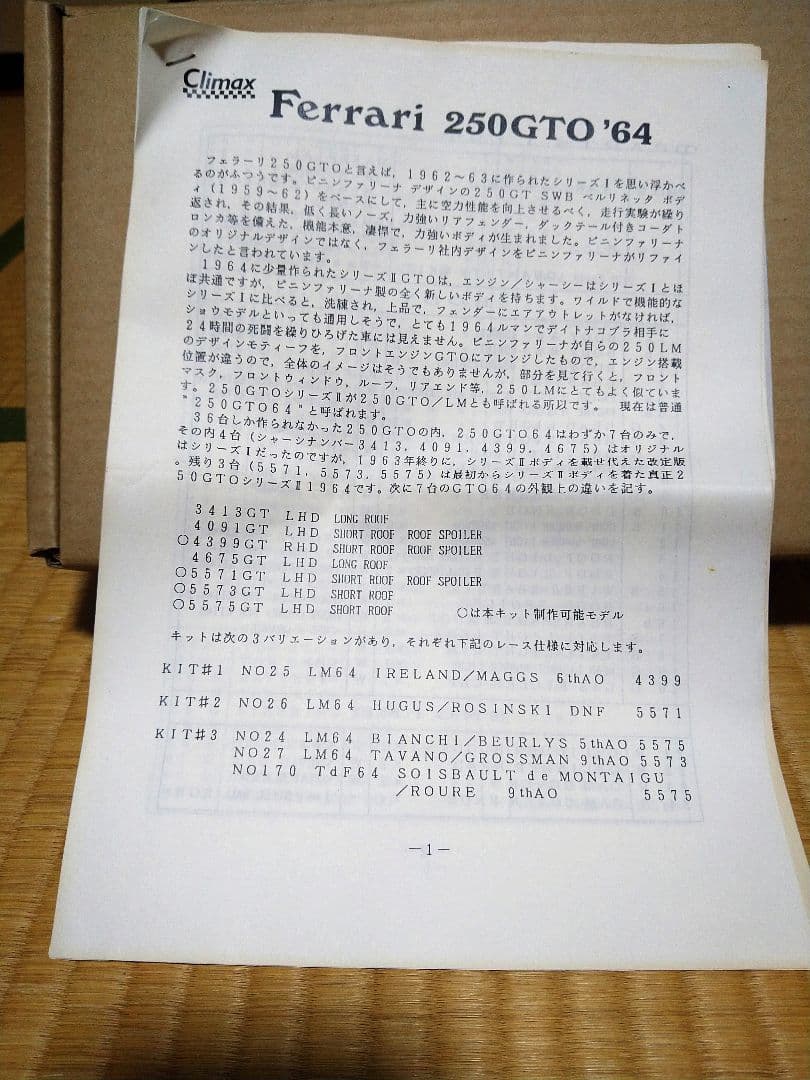 Climax
Ferrari 250GTO '64
フェラーリ250GTOと言えば，1962～63に作られたシリーズⅠを思い浮かべ
るのがふつうです。ピニンファリーナ デザインの250GT SWB ベルリネッタ ボデ
ィ(1959～62)をベースにして，主に空力性能を向上させるべく，走行実験が繰り
返され，その結果，低く長いノーズ，力強いリアフェンダー，ダックテール付きコーダト
ロンカ等を備えた，機能本意，凄悍で，力強いボディが生まれました。ピニンファリーナ
のオリジナルデザインではなく，フェラーリ社内デザインをピニンファリーナがリファイ
ンしたと言われています。
1964に少量作られたシリーズⅡGTOは，エンジン／シャーシーはシリーズⅠとほ
ぼ共通ですが，ピニンファリーナ製の全く新しいボディを持ちます。ワイルドで機能的な
シリーズⅠに比べると，洗練され，上品で，フェンダーにエアアウトレットがなければ，
ショウモデルといっても通用しそうで，とても1964ルマンでデイトナコブラ相手に
24時間の死闘を繰りひろげた車には見えません。ピニンファリーナが自らの250LM
のデザインモティーフを，フロントエンジンGTOにアレンジしたもので，エンジン搭載
位置が違うので，全体のイメージはそうでもありませんが，部分を見て行くと，フロント
マスク，フロントウィンドウ，ルーフ，リアエンド等，250LMにとてもよく似ていま
す。250GTOシリーズⅡが250GTO／LMとも呼ばれる所以です。 現在は普通
"250GTO64"と呼ばれます。
36台しか作られなかった250GTOの内，250GTO64はわずか7台のみで，
その内4台(シャーシナンバー3413，4091，4399，4675)はオリジナル
はシリーズⅠだったのですが，1963年終りに，シリーズⅡボディを載せ代えた改定版
。残り3台(5571，5573，5575)は最初からシリーズⅡボディを着た真正2
50GTOシリーズⅡ1964です。次に7台のGTO64の外観上の違いを記す。
3413GT LHD LONG ROOF
4091GT LHD SHORT ROOF ROOF SPOILER
○4399GT RHD SHORT ROOF ROOF SPOILER
4675GT LHD LONG ROOF
○5571GT LHD SHORT ROOF ROOF SPOILER
○5573GT LHD SHORT ROOF
○5575GT LHD SHORT ROOF ○は本キット制作可能モデル
キットは次の3バリエーションがあり，それぞれ下記のレース仕様に対応します。
KIT#1 NO25 LM64 IRELAND／MAGGS 6thAO 4399
KIT#2 NO26 LM64 HUGUS／ROSINSKI DNF 5571
KIT#3 NO24 LM64 BIANCHI／BEURLYS 5thAO 5575
NO27 LM64 TAVANO／GROSSMAN 9thAO 5573
NO170 TdF64 SOISBAULT de MONTAIGU
／ROURE 9thAO 5575
－1－